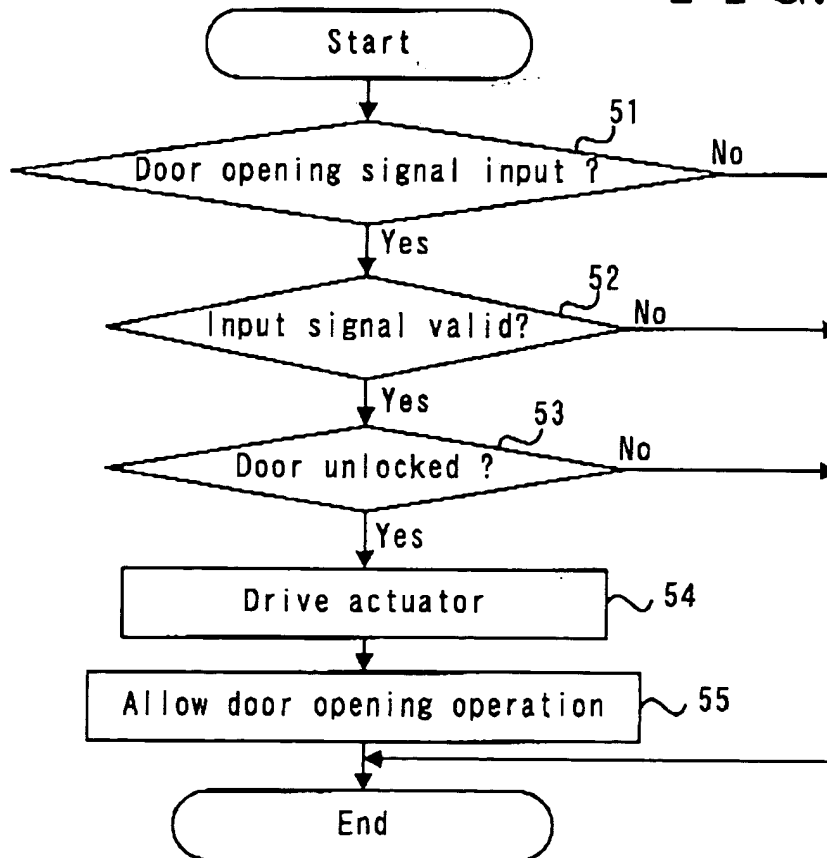 Start
51
Door opening signal input ?
No
Yes
52
Input signal valid?
No
Yes
53
Door unlocked ?
No
Yes
Drive actuator
54
Allow door opening operation
55
End